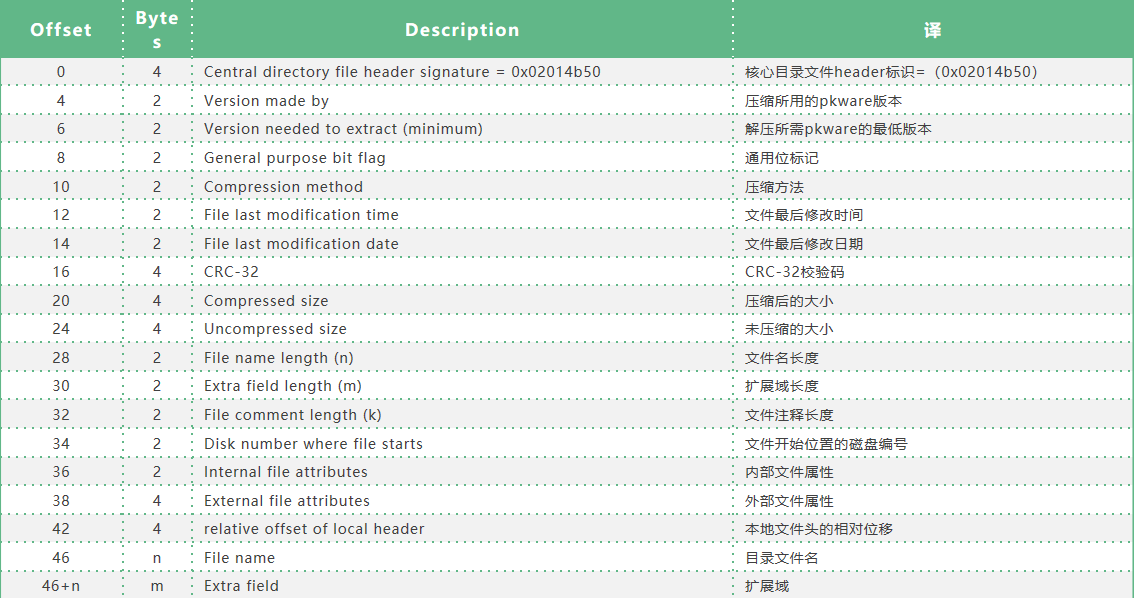 Offset Bytes Description 译
0 4 Central directory file header signature = 0x02014b50 核心目录文件header标识=（0x02014b50）
4 2 Version made by 压缩所用的pkware版本
6 2 Version needed to extract (minimum) 解压所需pkware的最低版本
8 2 General purpose bit flag 通用位标记
10 2 Compression method 压缩方法
12 2 File last modification time 文件最后修改时间
14 2 File last modification date 文件最后修改日期
16 4 CRC-32 CRC-32校验码
20 4 Compressed size 压缩后的大小
24 4 Uncompressed size 未压缩的大小
28 2 File name length (n) 文件名长度
30 2 Extra field length (m) 扩展域长度
32 2 File comment length (k) 文件注释长度
34 2 Disk number where file starts 文件开始位置的磁盘编号
36 2 Internal file attributes 内部文件属性
38 4 External file attributes 外部文件属性
42 4 relative offset of local header 本地文件头的相对位移
46 n File name 目录文件名
46+n m Extra field 扩展域